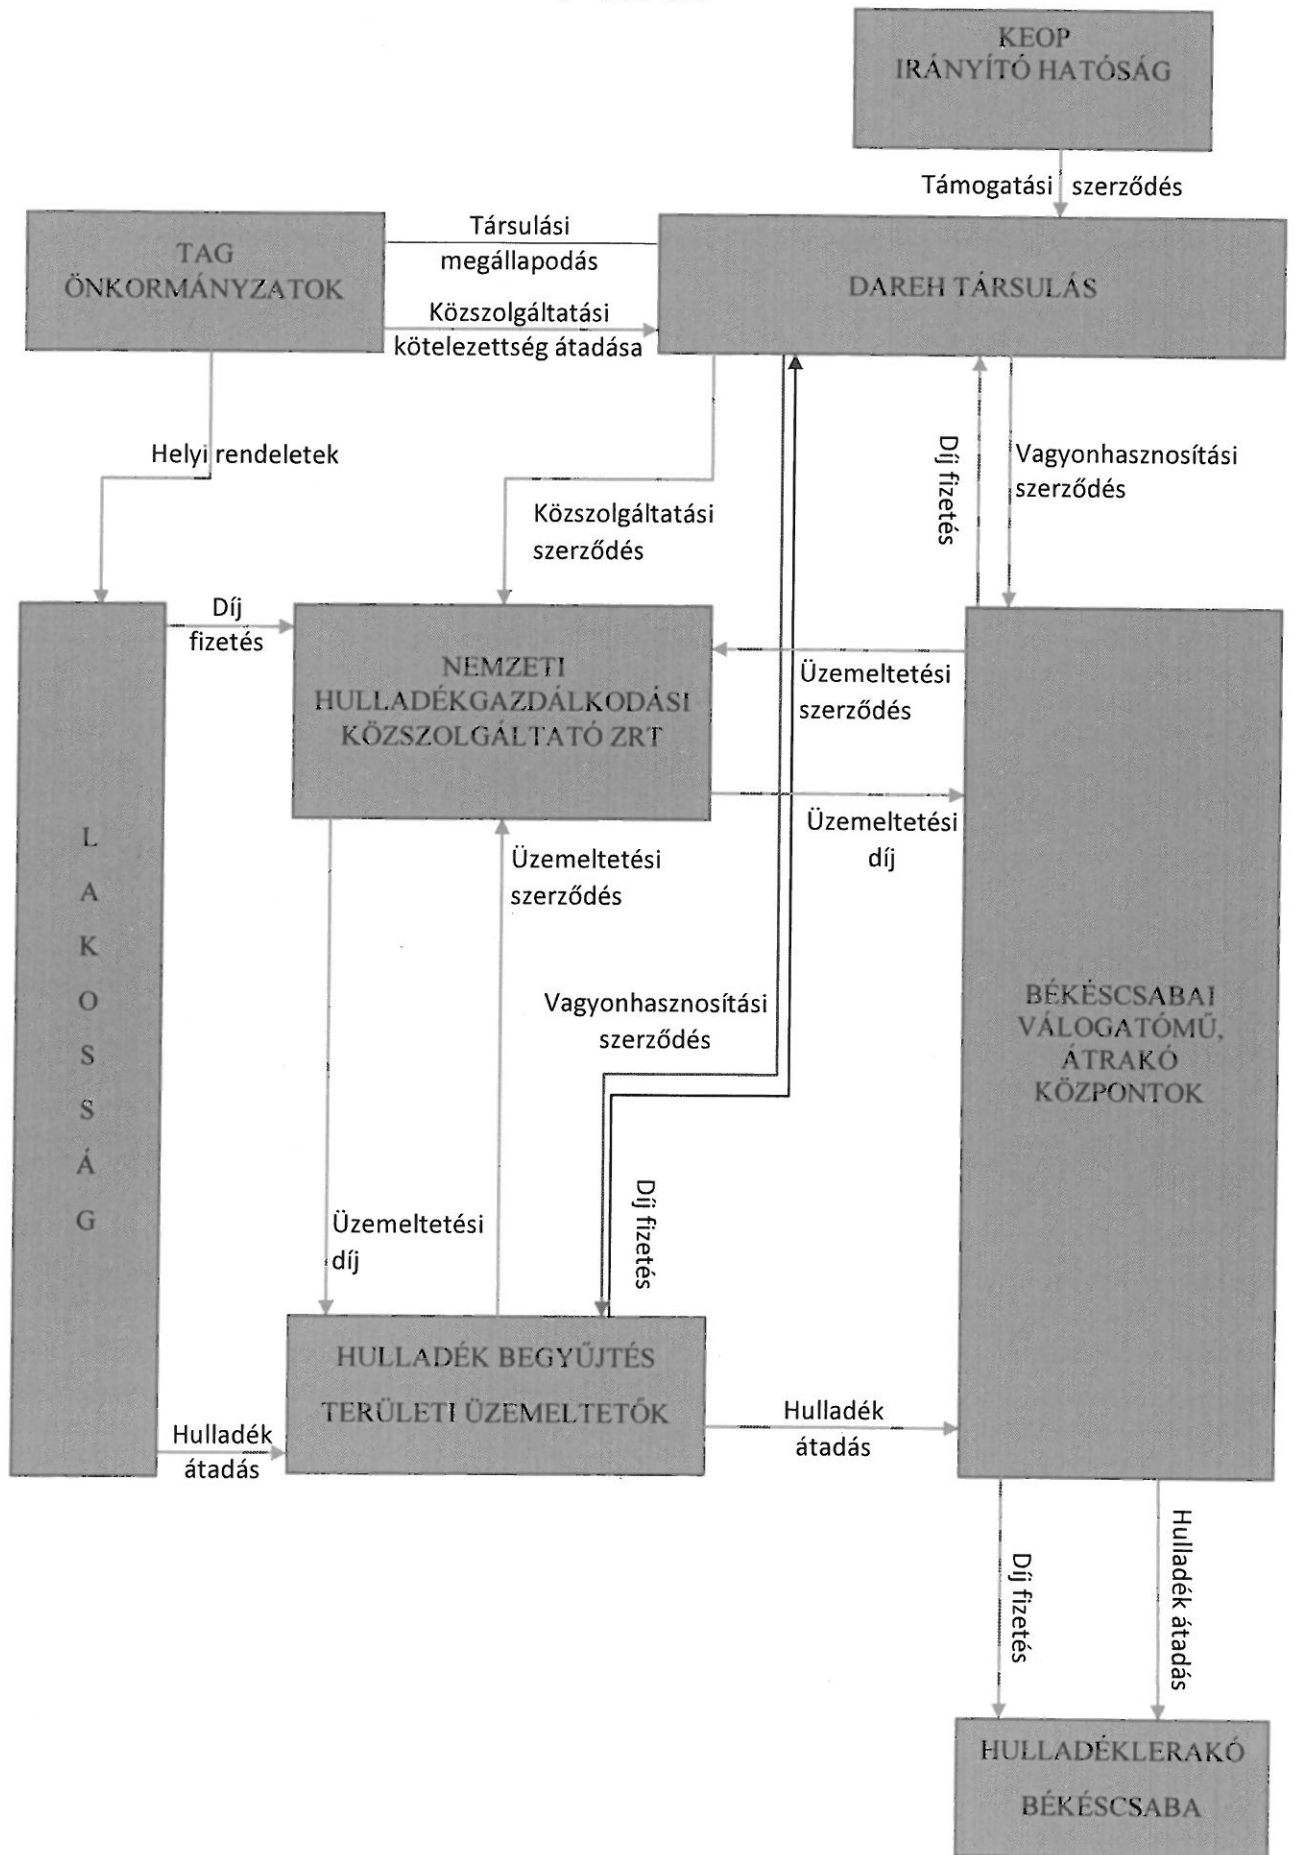 KEOP
IRÁNYÍTÓ HATÓSÁG
Támogatási szerződés
TAG
ÖNKORMÁNYZATOK
Társulási
megállapodás
Közszolgáltatási
kötelezettség átadása
DAREH TÁRSULÁS
Helyi rendeletek
Közszolgáltatási
szerződés
Díj fizetés
Vagyonhasznosítási
szerződés
Díj
fizetés
NEMZETI
HULLADÉKGAZDÁLKODÁSI
KÖZSZOLGÁLTATÓ ZRT
Üzemeltetési
szerződés
Üzemeltetési
díj
L
A
K
O
S
S
Á
G
Üzemeltetési
szerződés
Vagyonhasznosítási
szerződés
BÉKÉSCSABAI
VÁLOGATÓMŰ,
ÁTRAKÓ
KÖZPONTOK
Üzemeltetési
díj
Díj fizetés
HULLADÉK BEGYŰJTÉS
TERÜLETI ÜZEMELTETŐK
Hulladék
átadás
Hulladék
átadás
Díj fizetés
Hulladék átadás
HULLADÉKLERAKÓ
BÉKÉSCSABA